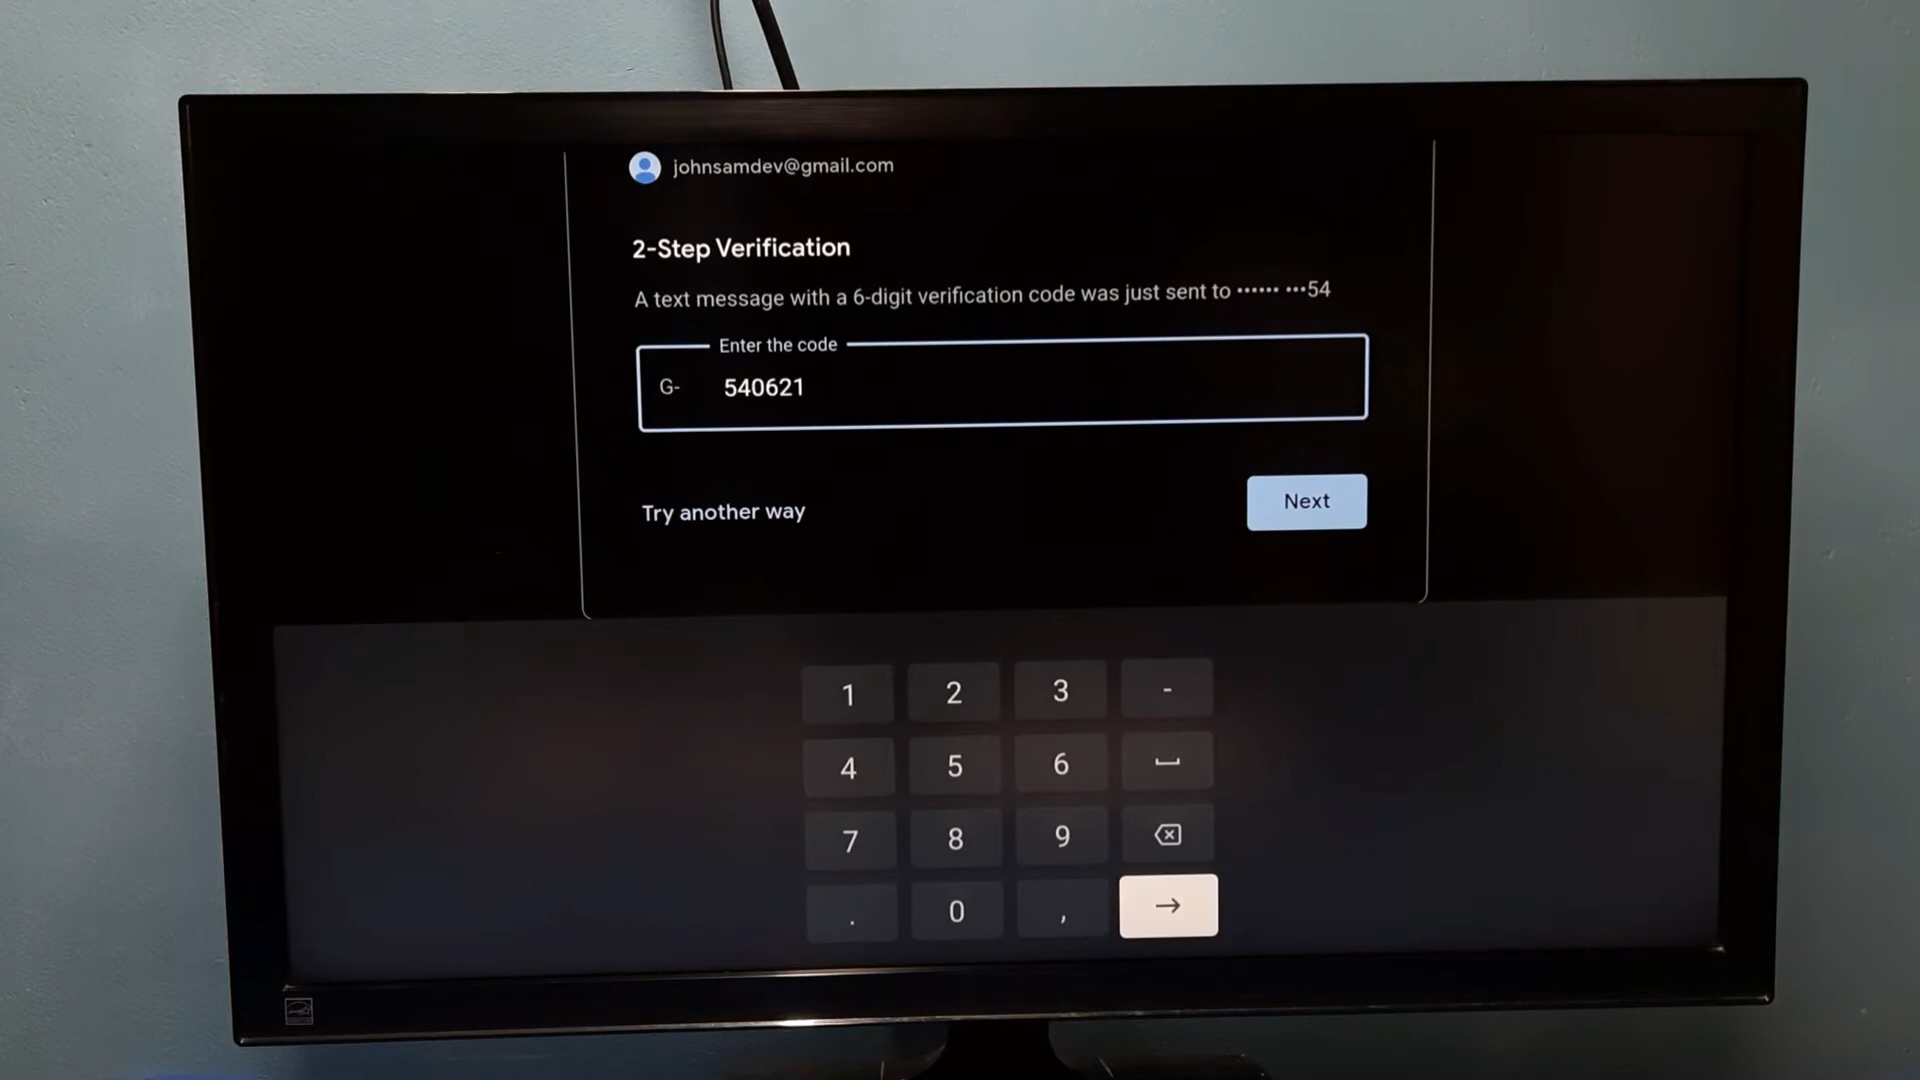 johnsamdev@gmail.com
2-Step Verification
A text message with a 6-digit verification code was just sent to •••••• •••54
Enter the code
G- 540621
Try another way
Next
1 2 3 -
4 5 6
7 8 9
. 0 , →